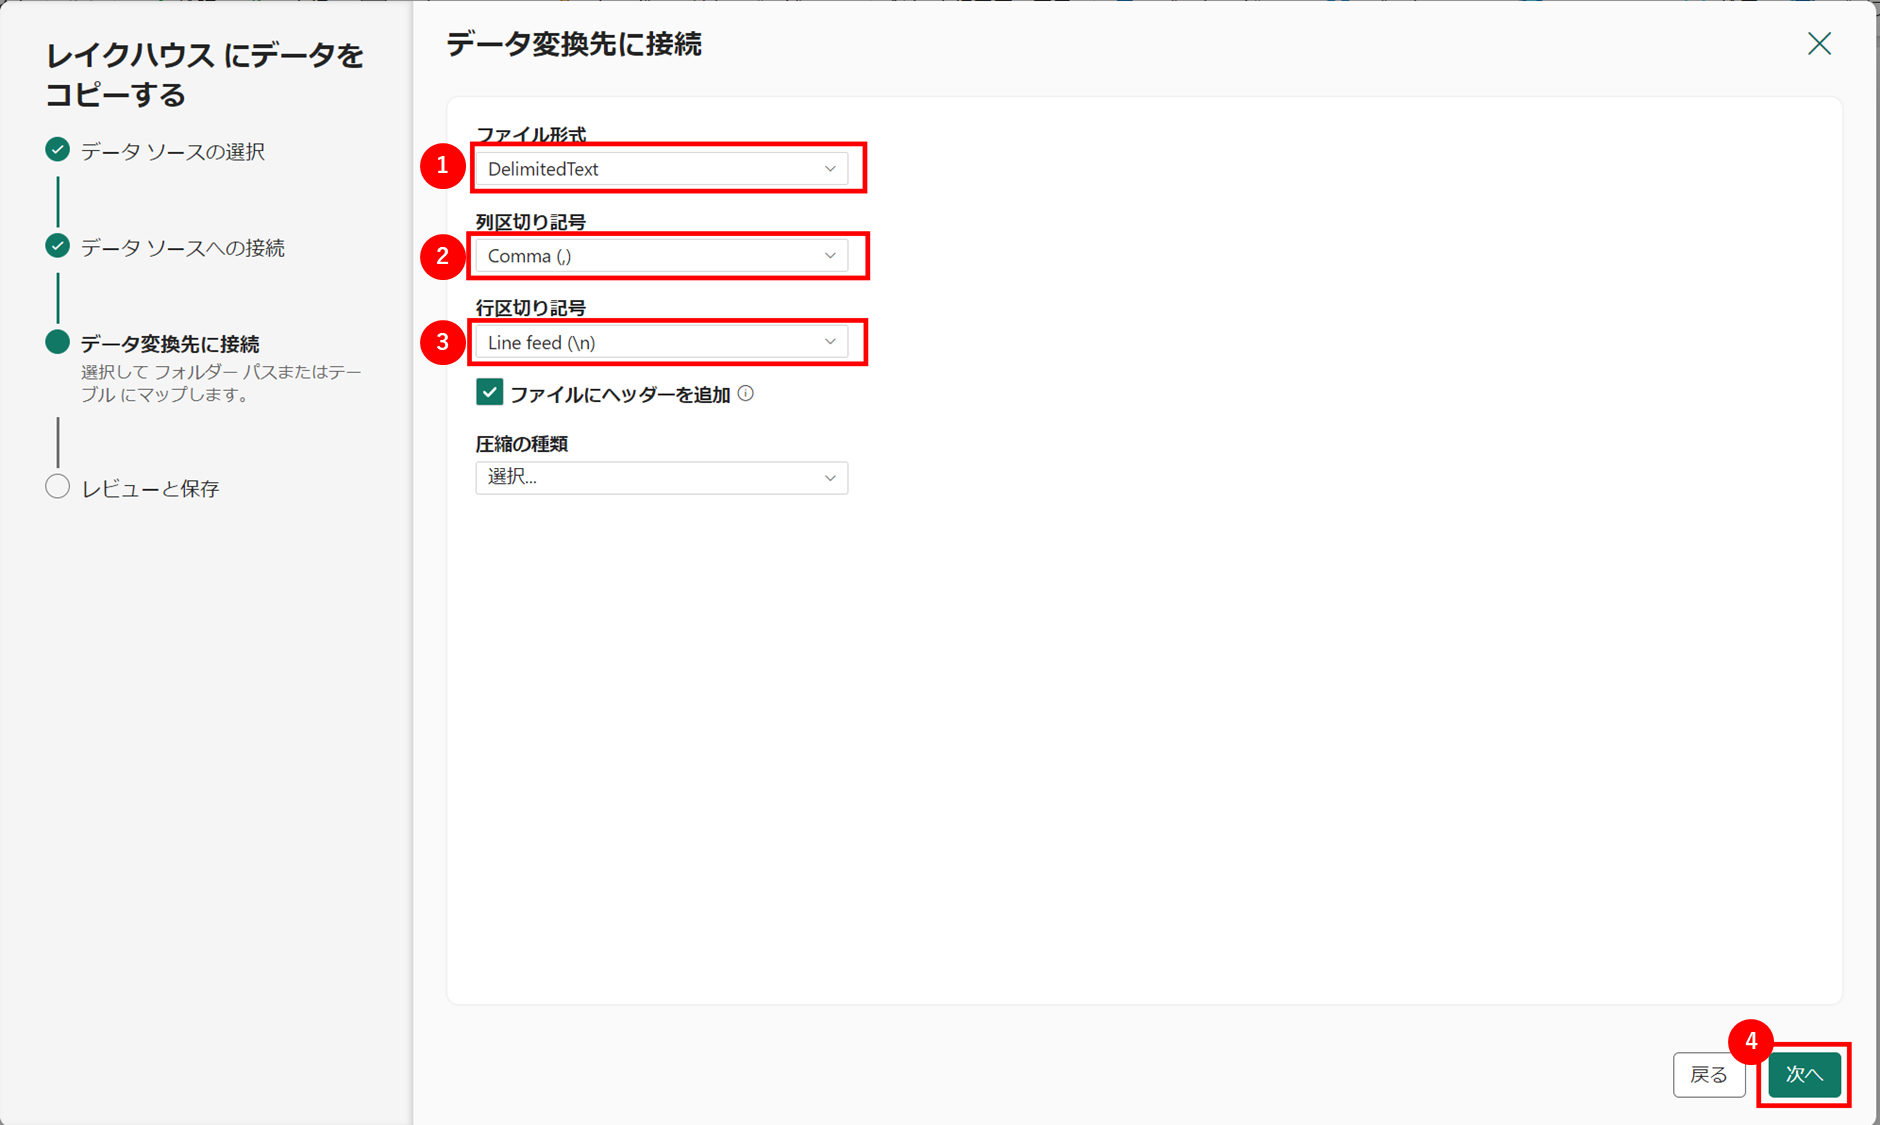 レイクハウス にデータを
コピーする
データ ソースの選択
データ ソースへの接続
データ変換先に接続
選択して フォルダー パスまたはテー
ブル にマップします。
レビューと保存
データ変換先に接続
ファイル形式
1
DelimitedText
列区切り記号
2
Comma (,)
行区切り記号
3
Line feed (\n)
ファイルにヘッダーを追加
圧縮の種類
選択...
4
戻る
次へ